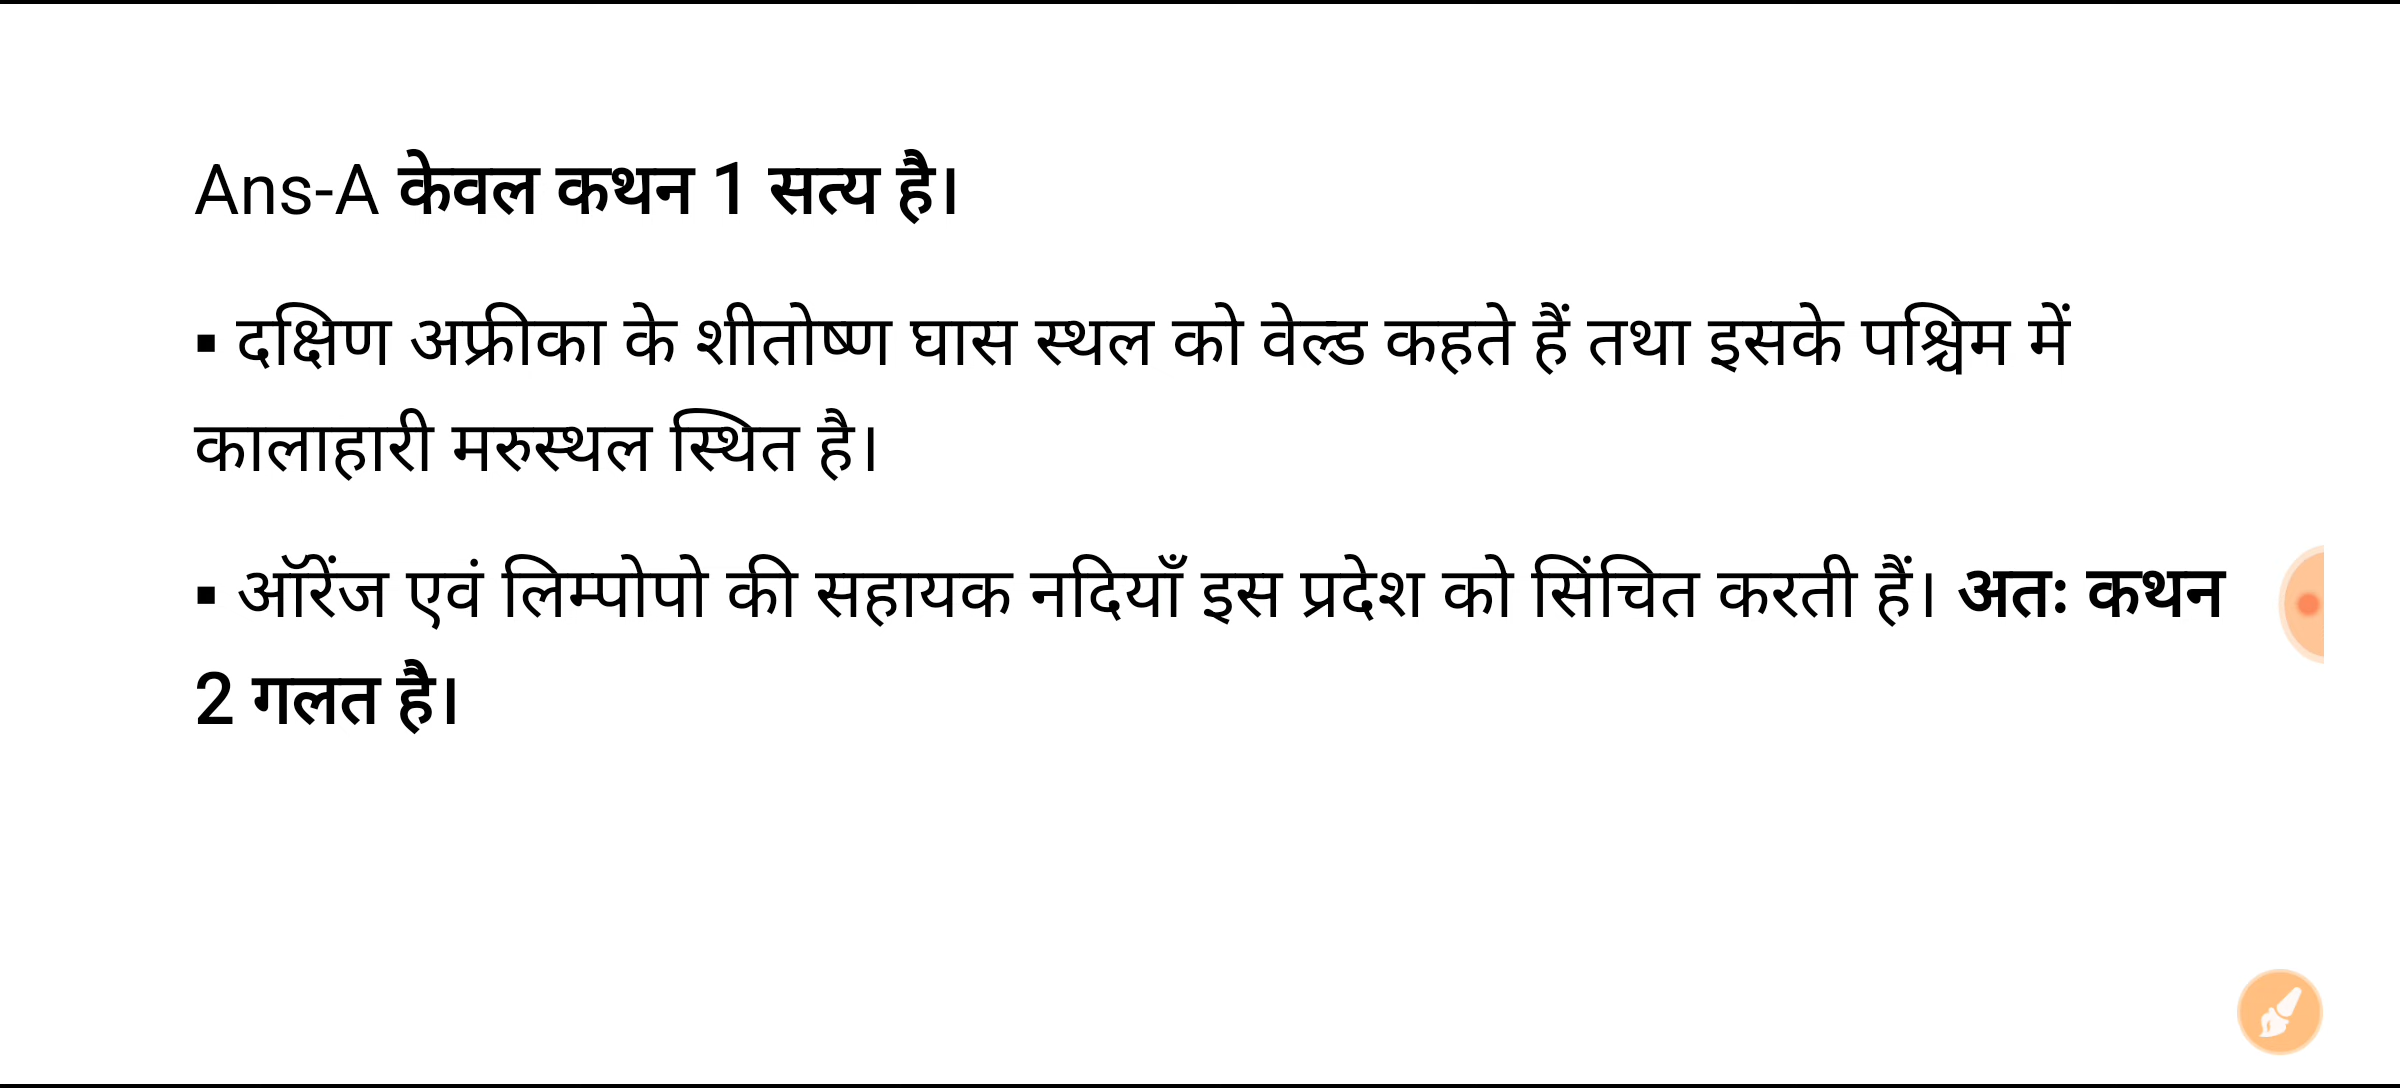 Ans-A केवल कथन 1 सत्य है।
▪ दक्षिण अफ्रीका के शीतोष्ण घास स्थल को वेल्ड कहते हैं तथा इसके पश्चिम में
कालाहारी मरुस्थल स्थित है।
▪ ऑरेंज एवं लिम्पोपो की सहायक नदियाँ इस प्रदेश को सिंचित करती हैं। अतः कथन
2 गलत है।